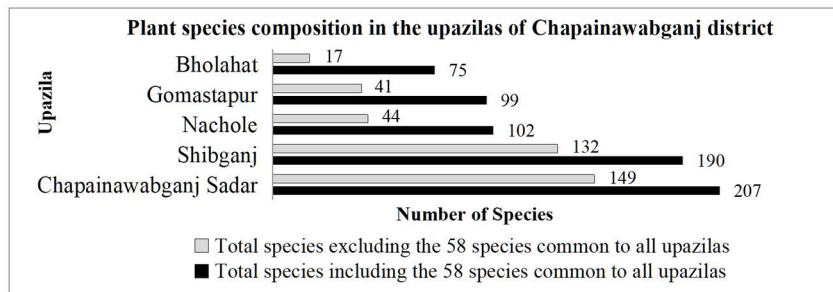 Plant species composition in the upazilas of Chapainawabganj district
Upazila
Bholahat
17
75
Gomastapur
41
99
Nachole
44
102
Shibganj
132
190
Chapainawabganj Sadar
149
207
Number of Species
Total species excluding the 58 species common to all upazilas
Total species including the 58 species common to all upazilas